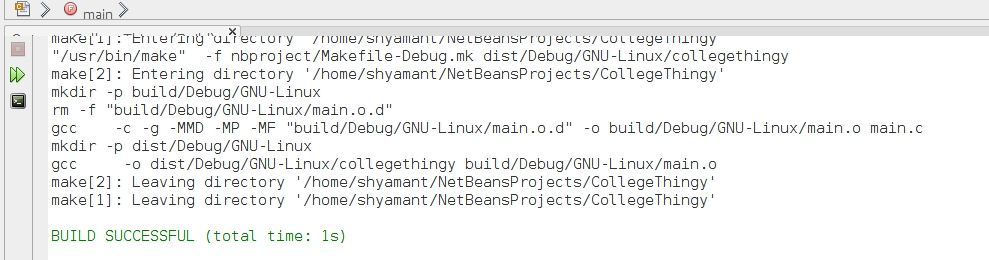 main
make[1]: Entering directory '/home/shyamant/NetBeansProjects/CollegeThingy'
"/usr/bin/make"  -f nbproject/Makefile-Debug.mk dist/Debug/GNU-Linux/collegethingy
make[2]: Entering directory '/home/shyamant/NetBeansProjects/CollegeThingy'
mkdir -p build/Debug/GNU-Linux
rm -f "build/Debug/GNU-Linux/main.o.d"
gcc    -c -g -MMD -MP -MF "build/Debug/GNU-Linux/main.o.d" -o build/Debug/GNU-Linux/main.o main.c
mkdir -p dist/Debug/GNU-Linux
gcc     -o dist/Debug/GNU-Linux/collegethingy build/Debug/GNU-Linux/main.o
make[2]: Leaving directory '/home/shyamant/NetBeansProjects/CollegeThingy'
make[1]: Leaving directory '/home/shyamant/NetBeansProjects/CollegeThingy'
BUILD SUCCESSFUL (total time: 1s)